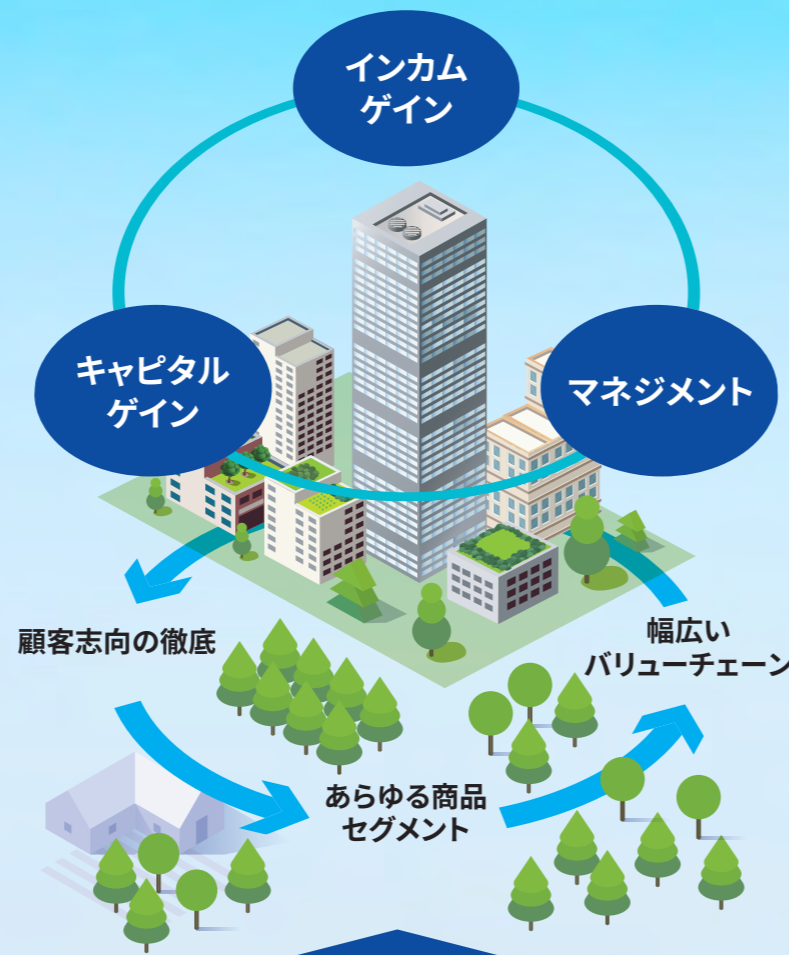 インカム
ゲイン
キャピタル
ゲイン
マネジメント
顧客志向の徹底
幅広い
バリューチェーン
あらゆる商品
セグメント